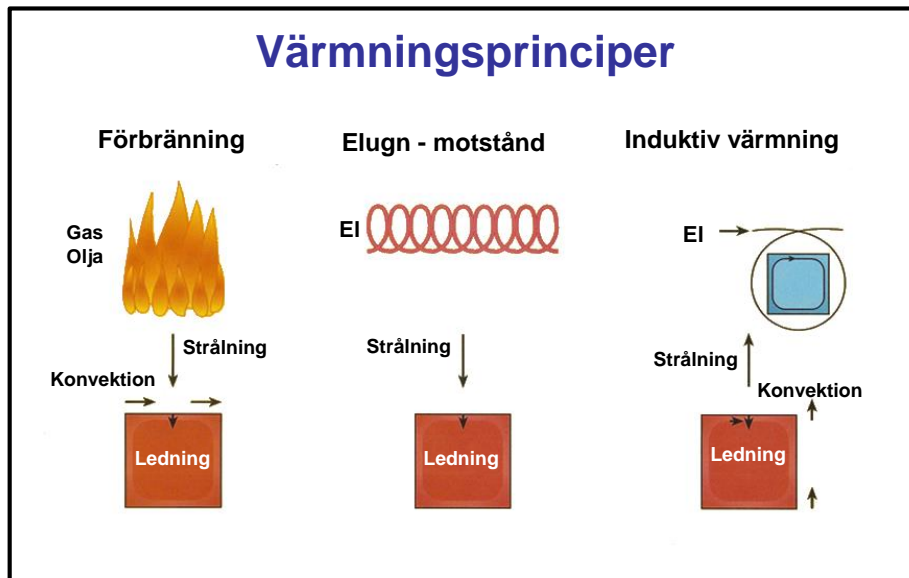 Värmningsprinciper
Förbränning
Elugn - motstånd
Induktiv värmning
Gas
Olja
El
El
Strålning
Konvektion
Ledning
Strålning
Ledning
Strålning
Konvektion
Ledning